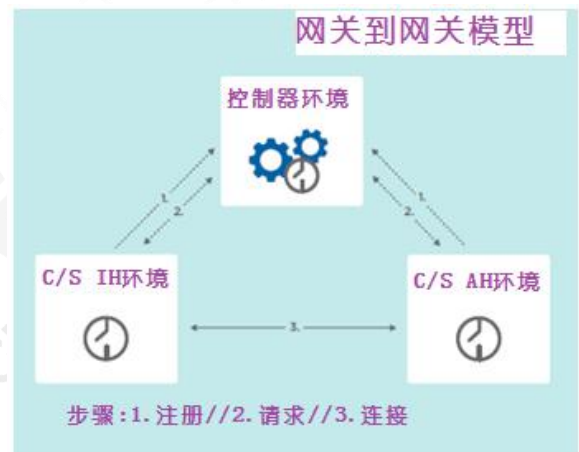 网关到网关模型
控制器环境
1.
2.
1.
2.
C/S IH环境
C/S AH环境
3.
步骤:1.注册//2.请求//3.连接